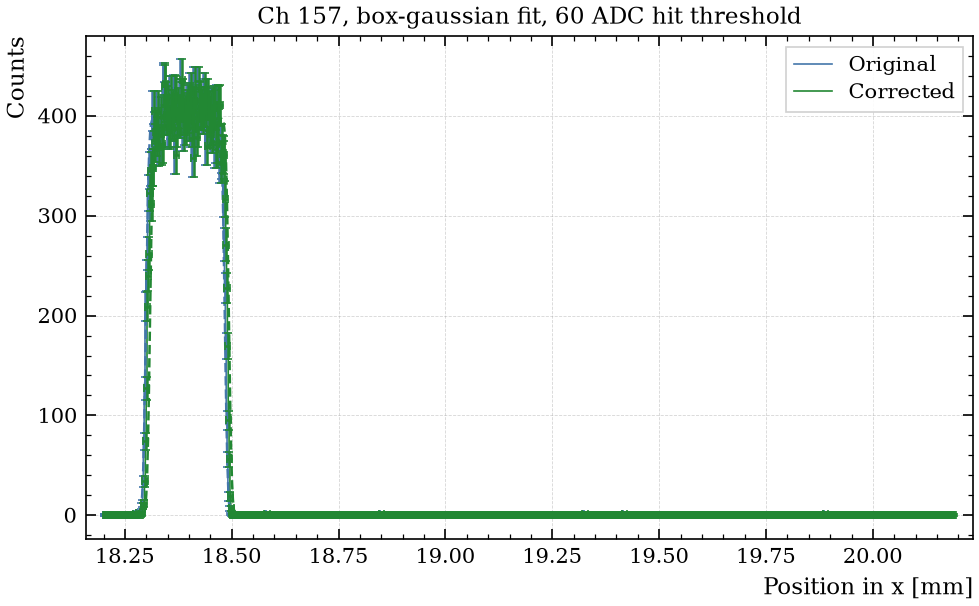 Ch 157, box-gaussian fit, 60 ADC hit threshold
Counts
Original
Corrected
400
300
200
100
0
18.25 18.50 18.75 19.00 19.25 19.50 19.75 20.00
Position in x [mm]